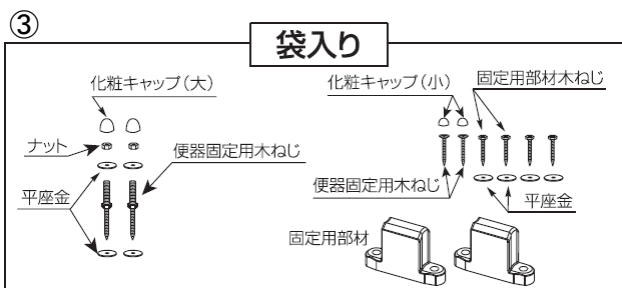 ③
袋入り
化粧キャップ（大）
ナット
便器固定用木ねじ
平座金
化粧キャップ（小）
固定用部材木ねじ
便器固定用木ねじ
平座金
固定用部材